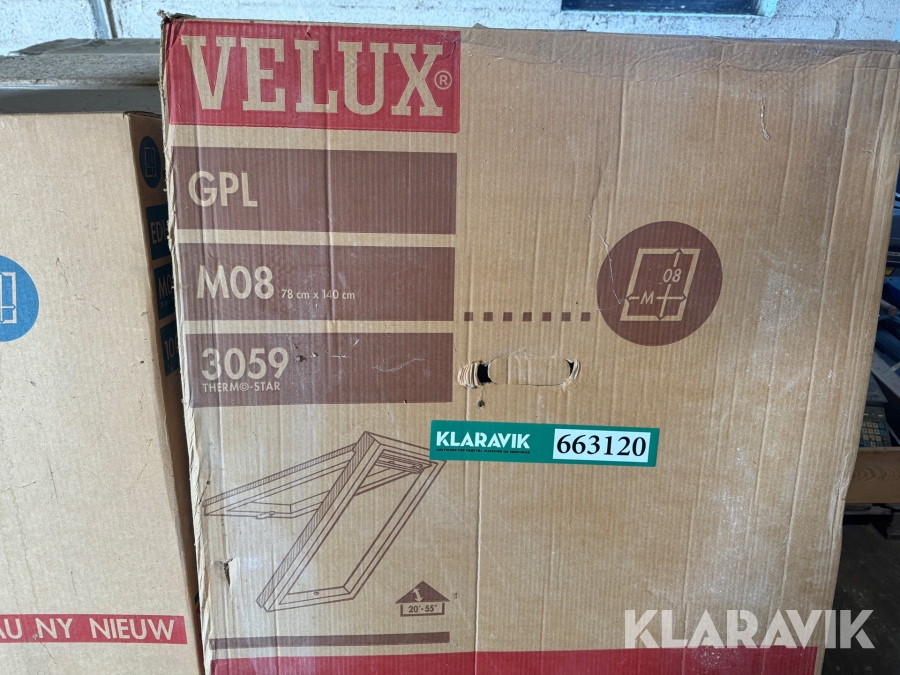 VELUX®
GPL
M08 78 cm x 140 cm
3059
THERMO-STAR
08
M
KLARAVIK 663120
20°-55°
AU NY NIEUW
KLARAVIK